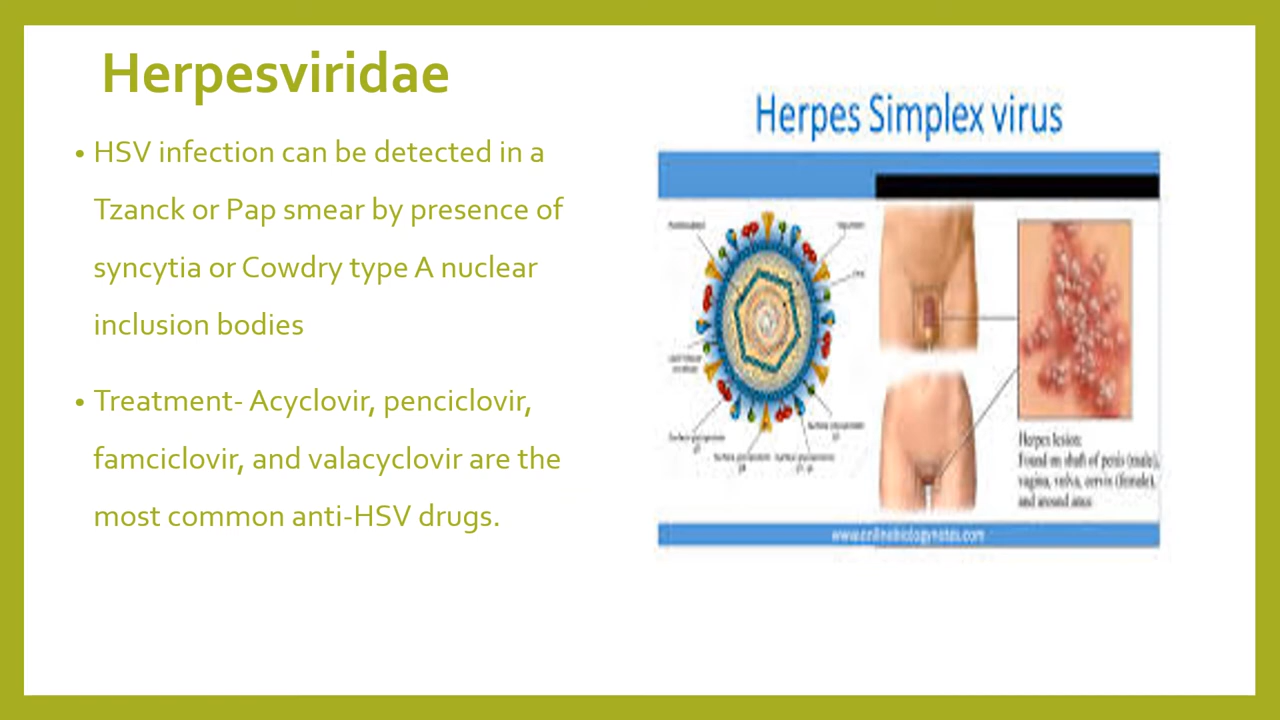 Herpesviridae
• HSV infection can be detected in a
Tzanck or Pap smear by presence of
syncytia or Cowdry type A nuclear
inclusion bodies
• Treatment- Acyclovir, penciclovir,
famciclovir, and valacyclovir are the
most common anti-HSV drugs.
Herpes Simplex virus
Herpes lesion:
Found on shaft of penis (male),
vagina, vulva, cervix (female),
and around anus
www.onlinebiologynotes.com